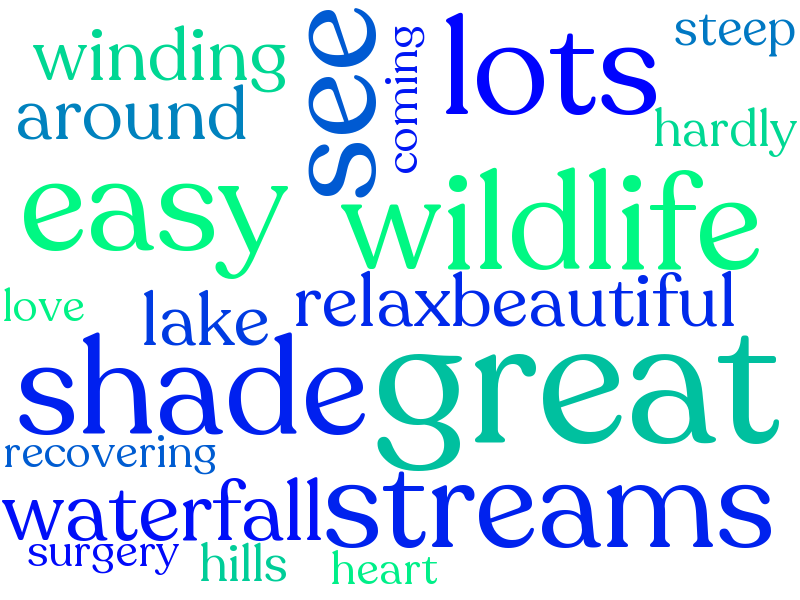 winding
see
coming
lots
steep
around
hardly
easy
wildlife
love
lake
relax
beautiful
shade
great
recovering
waterfall
streams
surgery
hills
heart